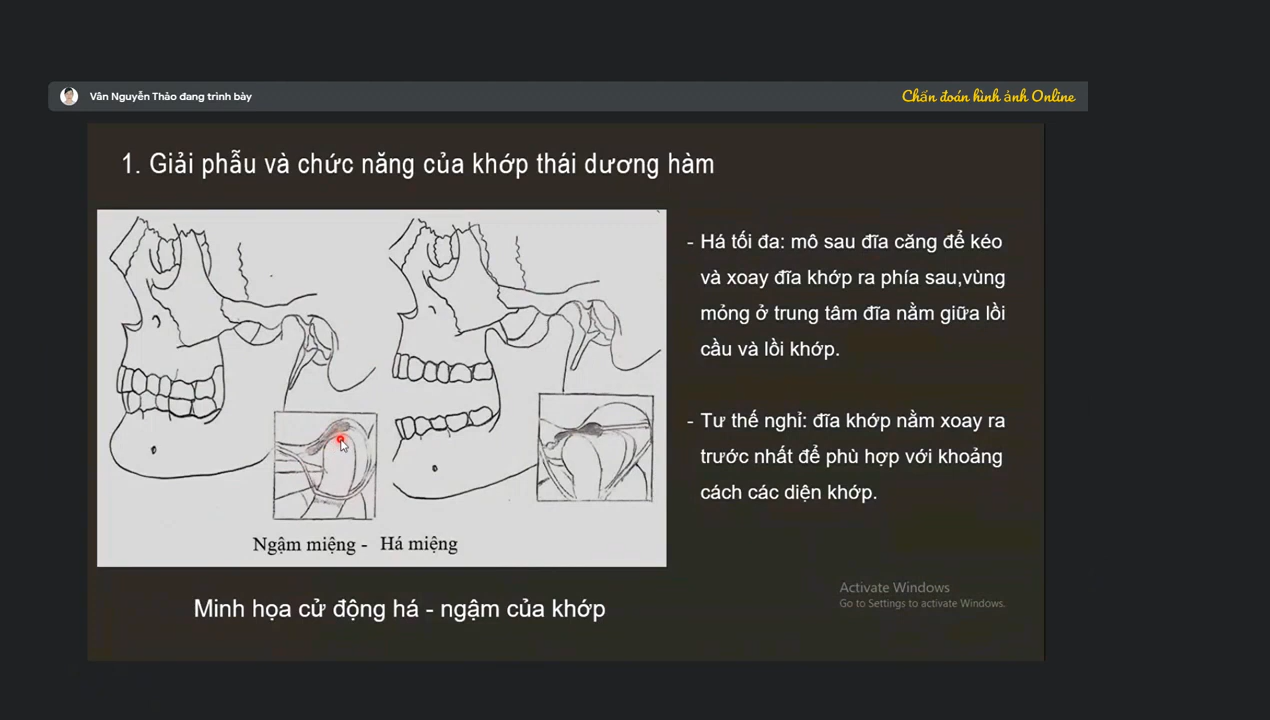 Vân Nguyễn Thảo đang trình bày
Chẩn đoán hình ảnh Online
1. Giải phẫu và chức năng của khớp thái dương hàm
- Há tối đa: mô sau đĩa căng để kéo
và xoay đĩa khớp ra phía sau,vùng
mỏng ở trung tâm đĩa nằm giữa lồi
cầu và lồi khớp.
- Tư thế nghỉ: đĩa khớp nằm xoay ra
trước nhất để phù hợp với khoảng
cách các diện khớp.
Ngậm miệng - Há miệng
Minh họa cử động há - ngậm của khớp
Activate Windows
Go to Settings to activate Windows.